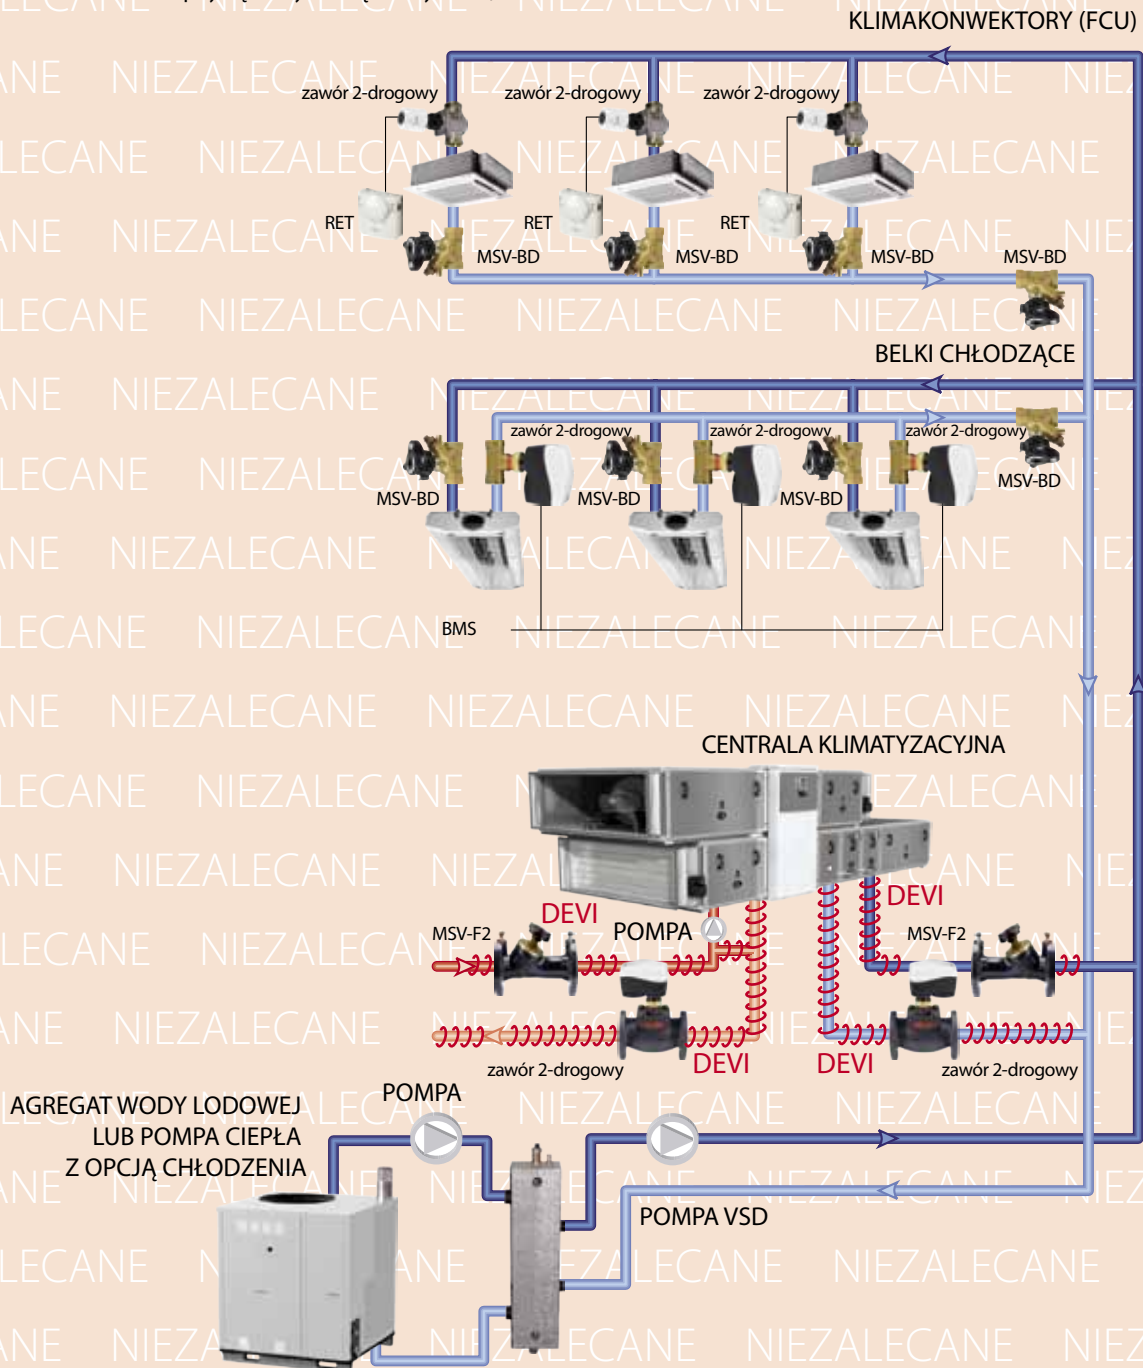 KLIMAKONWEKTORY (FCU)
zawór 2-drogowy zawór 2-drogowy zawór 2-drogowy
RET RET RET
MSV-BD MSV-BD MSV-BD MSV-BD
BELKI CHŁODZĄCE
zawór 2-drogowy zawór 2-drogowy zawór 2-drogowy
MSV-BD MSV-BD MSV-BD MSV-BD
BMS
CENTRALA KLIMATYZACYJNA
DEVI DEVI
MSV-F2 POMPA MSV-F2
zawór 2-drogowy DEVI DEVI zawór 2-drogowy
POMPA
AGREGAT WODY LODOWEJ
LUB POMPA CIEPŁA
Z OPCJĄ CHŁODZENIA
POMPA VSD
NIEZALECANE NIEZALECANE NIEZALECANE